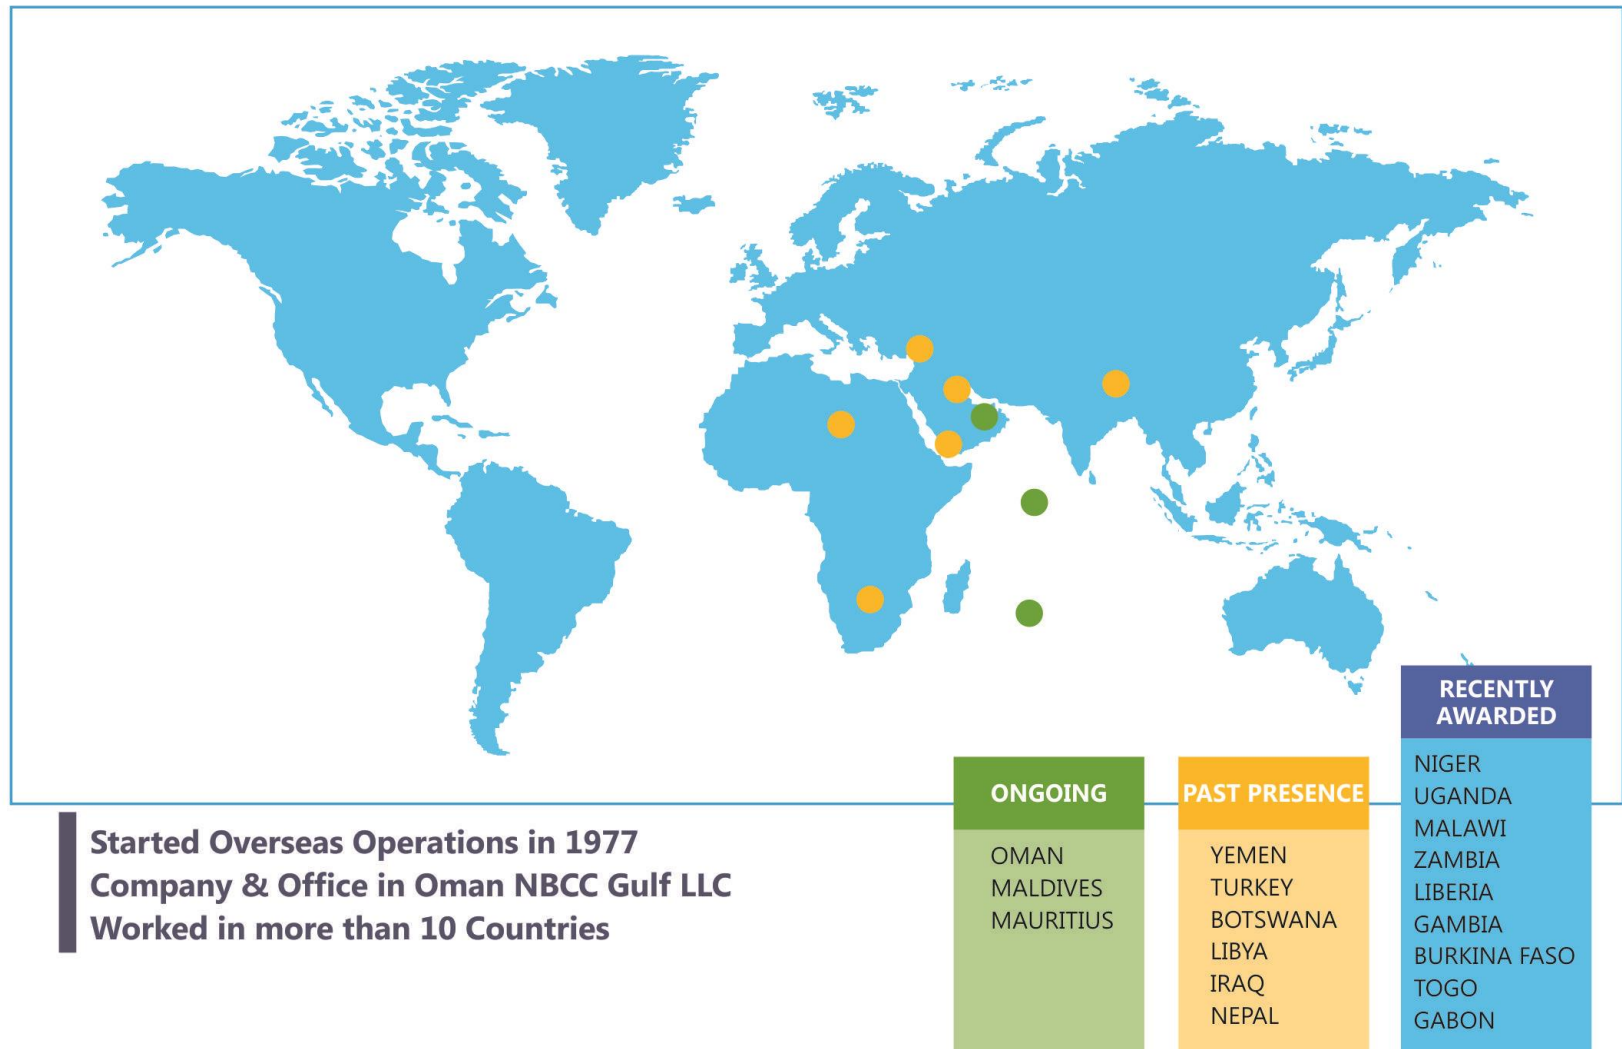 Started Overseas Operations in 1977
Company & Office in Oman NBCC Gulf LLC
Worked in more than 10 Countries
ONGOING
OMAN
MALDIVES
MAURITIUS
PAST PRESENCE
YEMEN
TURKEY
BOTSWANA
LIBYA
IRAQ
NEPAL
RECENTLY
AWARDED
NIGER
UGANDA
MALAWI
ZAMBIA
LIBERIA
GAMBIA
BURKINA FASO
TOGO
GABON